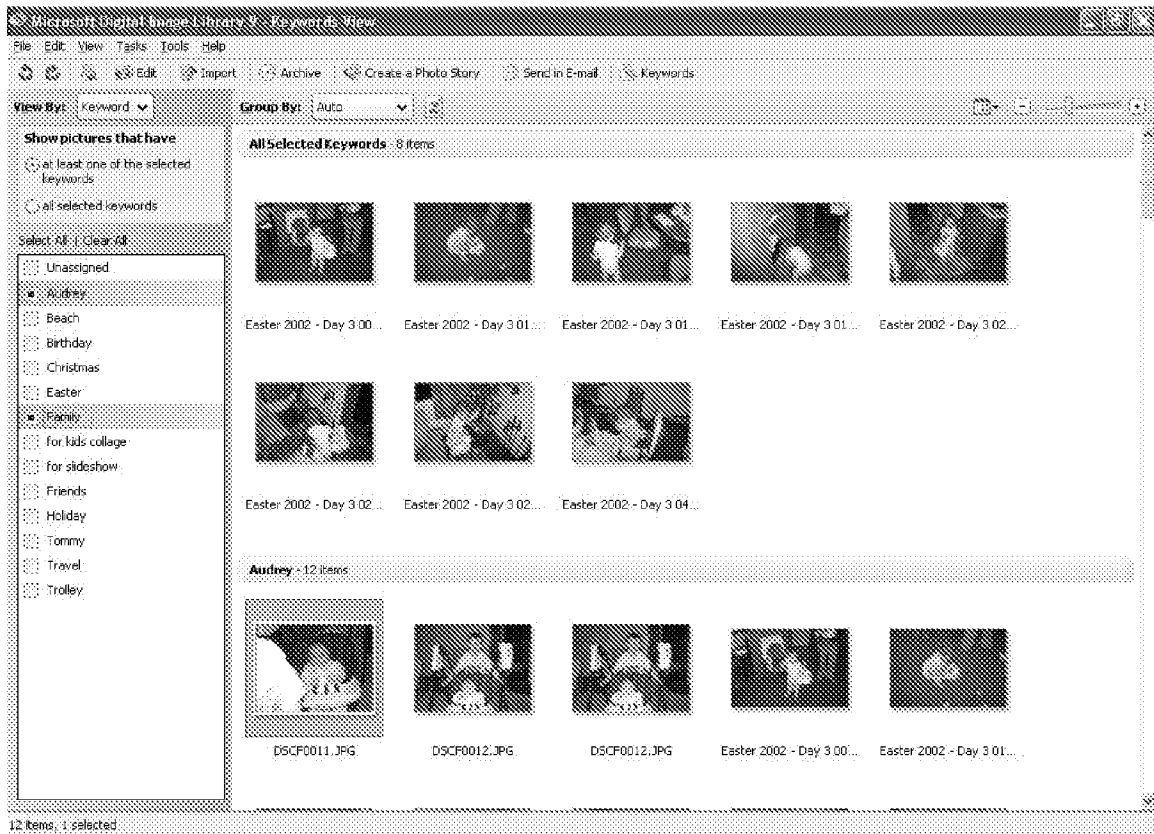 Microsoft Digital Image Library 9 - Keywords View
File Edit View Tasks Tools Help
Edit Import Archive Create a Photo Story Send in E-mail Keywords
View By: Keyword Group By: Auto
Show pictures that have
at least one of the selected
keywords
all selected keywords
Select All | Clear All
Unassigned
Audrey
Beach
Birthday
Christmas
Easter
Family
for kids collage
for slideshow
Friends
Holiday
Tommy
Travel
Trolley
All Selected Keywords - 8 items
Easter 2002 - Day 3 00... Easter 2002 - Day 3 01... Easter 2002 - Day 3 01... Easter 2002 - Day 3 01... Easter 2002 - Day 3 02...
Easter 2002 - Day 3 02... Easter 2002 - Day 3 02... Easter 2002 - Day 3 04...
Audrey - 12 items
DSCF0011.JPG DSCF0012.JPG DSCF0012.JPG Easter 2002 - Day 3 00... Easter 2002 - Day 3 01...
12 items, 1 selected